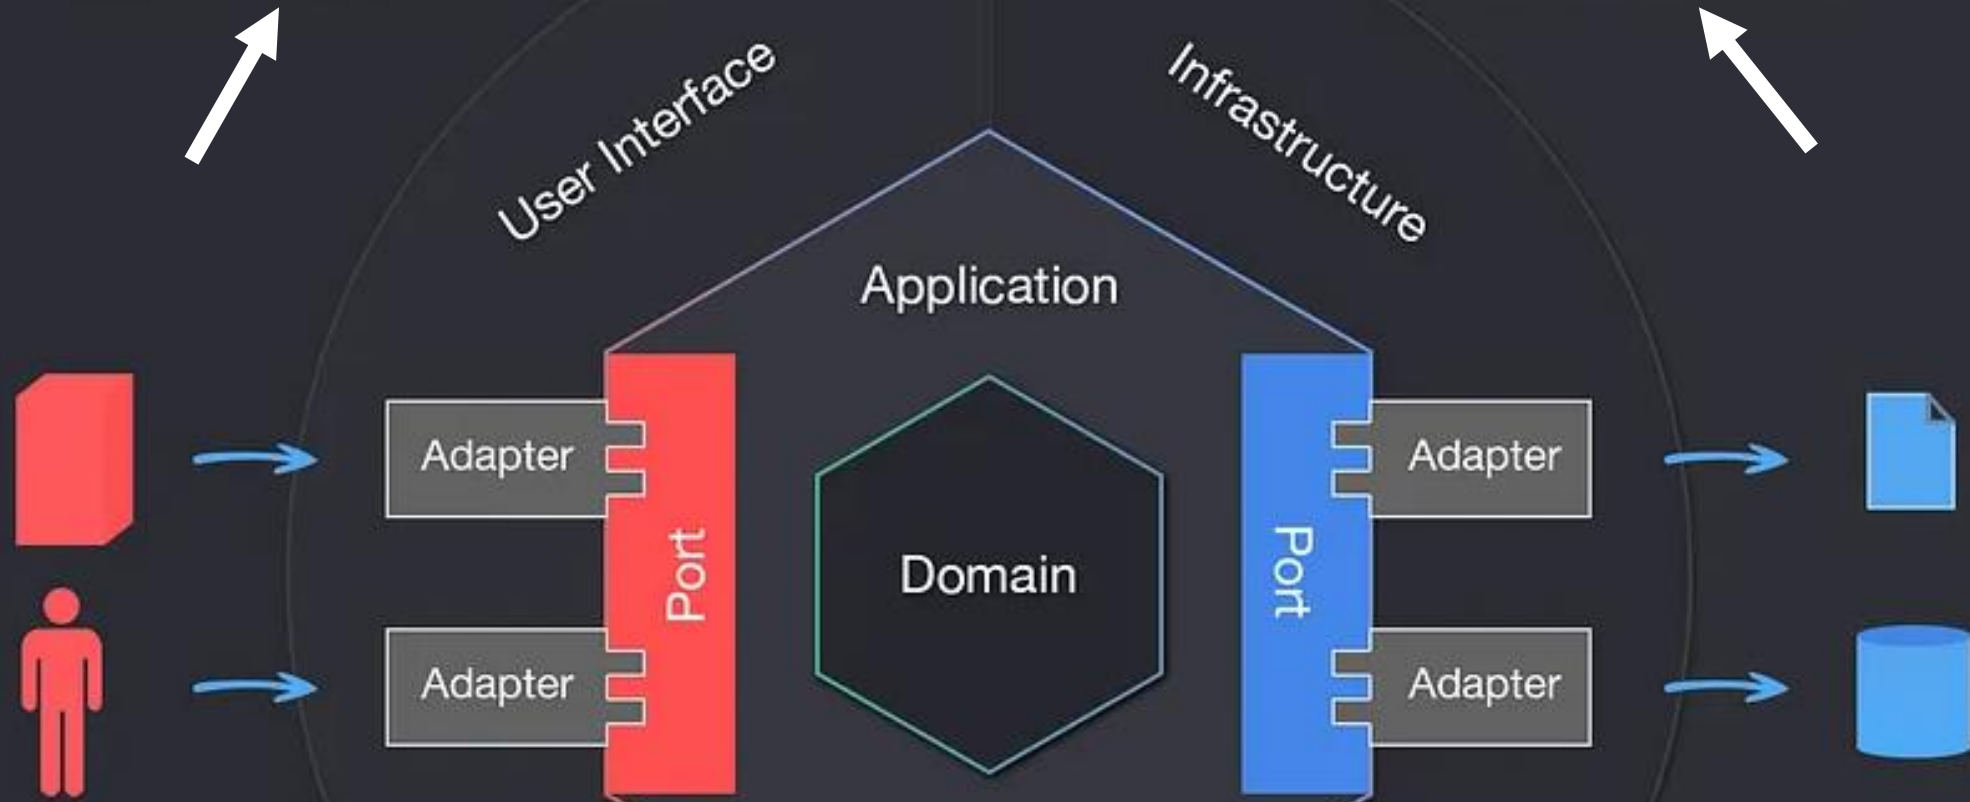 User Interface
Infrastructure
Application
Adapter
Adapter
Port
Domain
Port
Adapter
Adapter